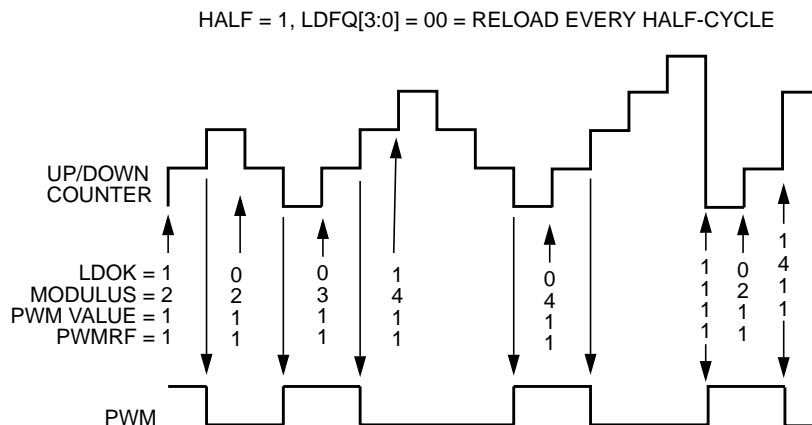 HALF = 1, LDFQ[3:0] = 00 = RELOAD EVERY HALF-CYCLE
UP/DOWN
COUNTER
LDOK = 1 0 0 1 0 1 0 1
MODULUS = 2 2 3 4 4 1 2 4
PWM VALUE = 1 1 1 1 1 1 1 1
PWMRF = 1 1 1 1 1 1 1 1
PWM